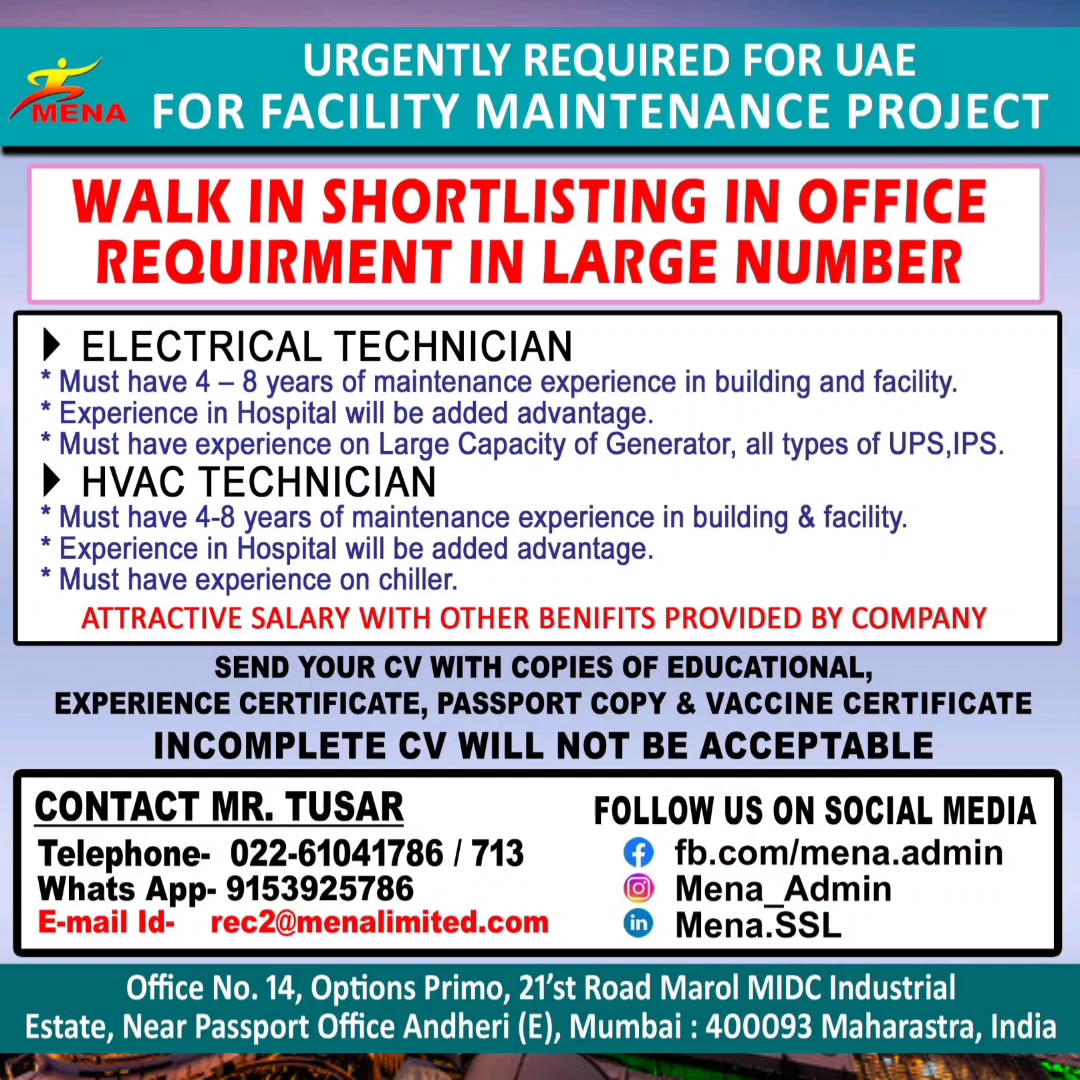 MENA
URGENTLY REQUIRED FOR UAE
FOR FACILITY MAINTENANCE PROJECT
WALK IN SHORTLISTING IN OFFICE
REQUIRMENT IN LARGE NUMBER
ELECTRICAL TECHNICIAN
* Must have 4 – 8 years of maintenance experience in building and facility.
* Experience in Hospital will be added advantage.
* Must have experience on Large Capacity of Generator, all types of UPS,IPS.
HVAC TECHNICIAN
* Must have 4-8 years of maintenance experience in building & facility.
* Experience in Hospital will be added advantage.
* Must have experience on chiller.
ATTRACTIVE SALARY WITH OTHER BENIFITS PROVIDED BY COMPANY
SEND YOUR CV WITH COPIES OF EDUCATIONAL,
EXPERIENCE CERTIFICATE, PASSPORT COPY & VACCINE CERTIFICATE
INCOMPLETE CV WILL NOT BE ACCEPTABLE
CONTACT MR. TUSAR
Telephone- 022-61041786 / 713
Whats App- 9153925786
E-mail Id- rec2@menalimited.com
FOLLOW US ON SOCIAL MEDIA
fb.com/mena.admin
Mena_Admin
Mena.SSL
Office No. 14, Options Primo, 21'st Road Marol MIDC Industrial
Estate, Near Passport Office Andheri (E), Mumbai : 400093 Maharastra, India